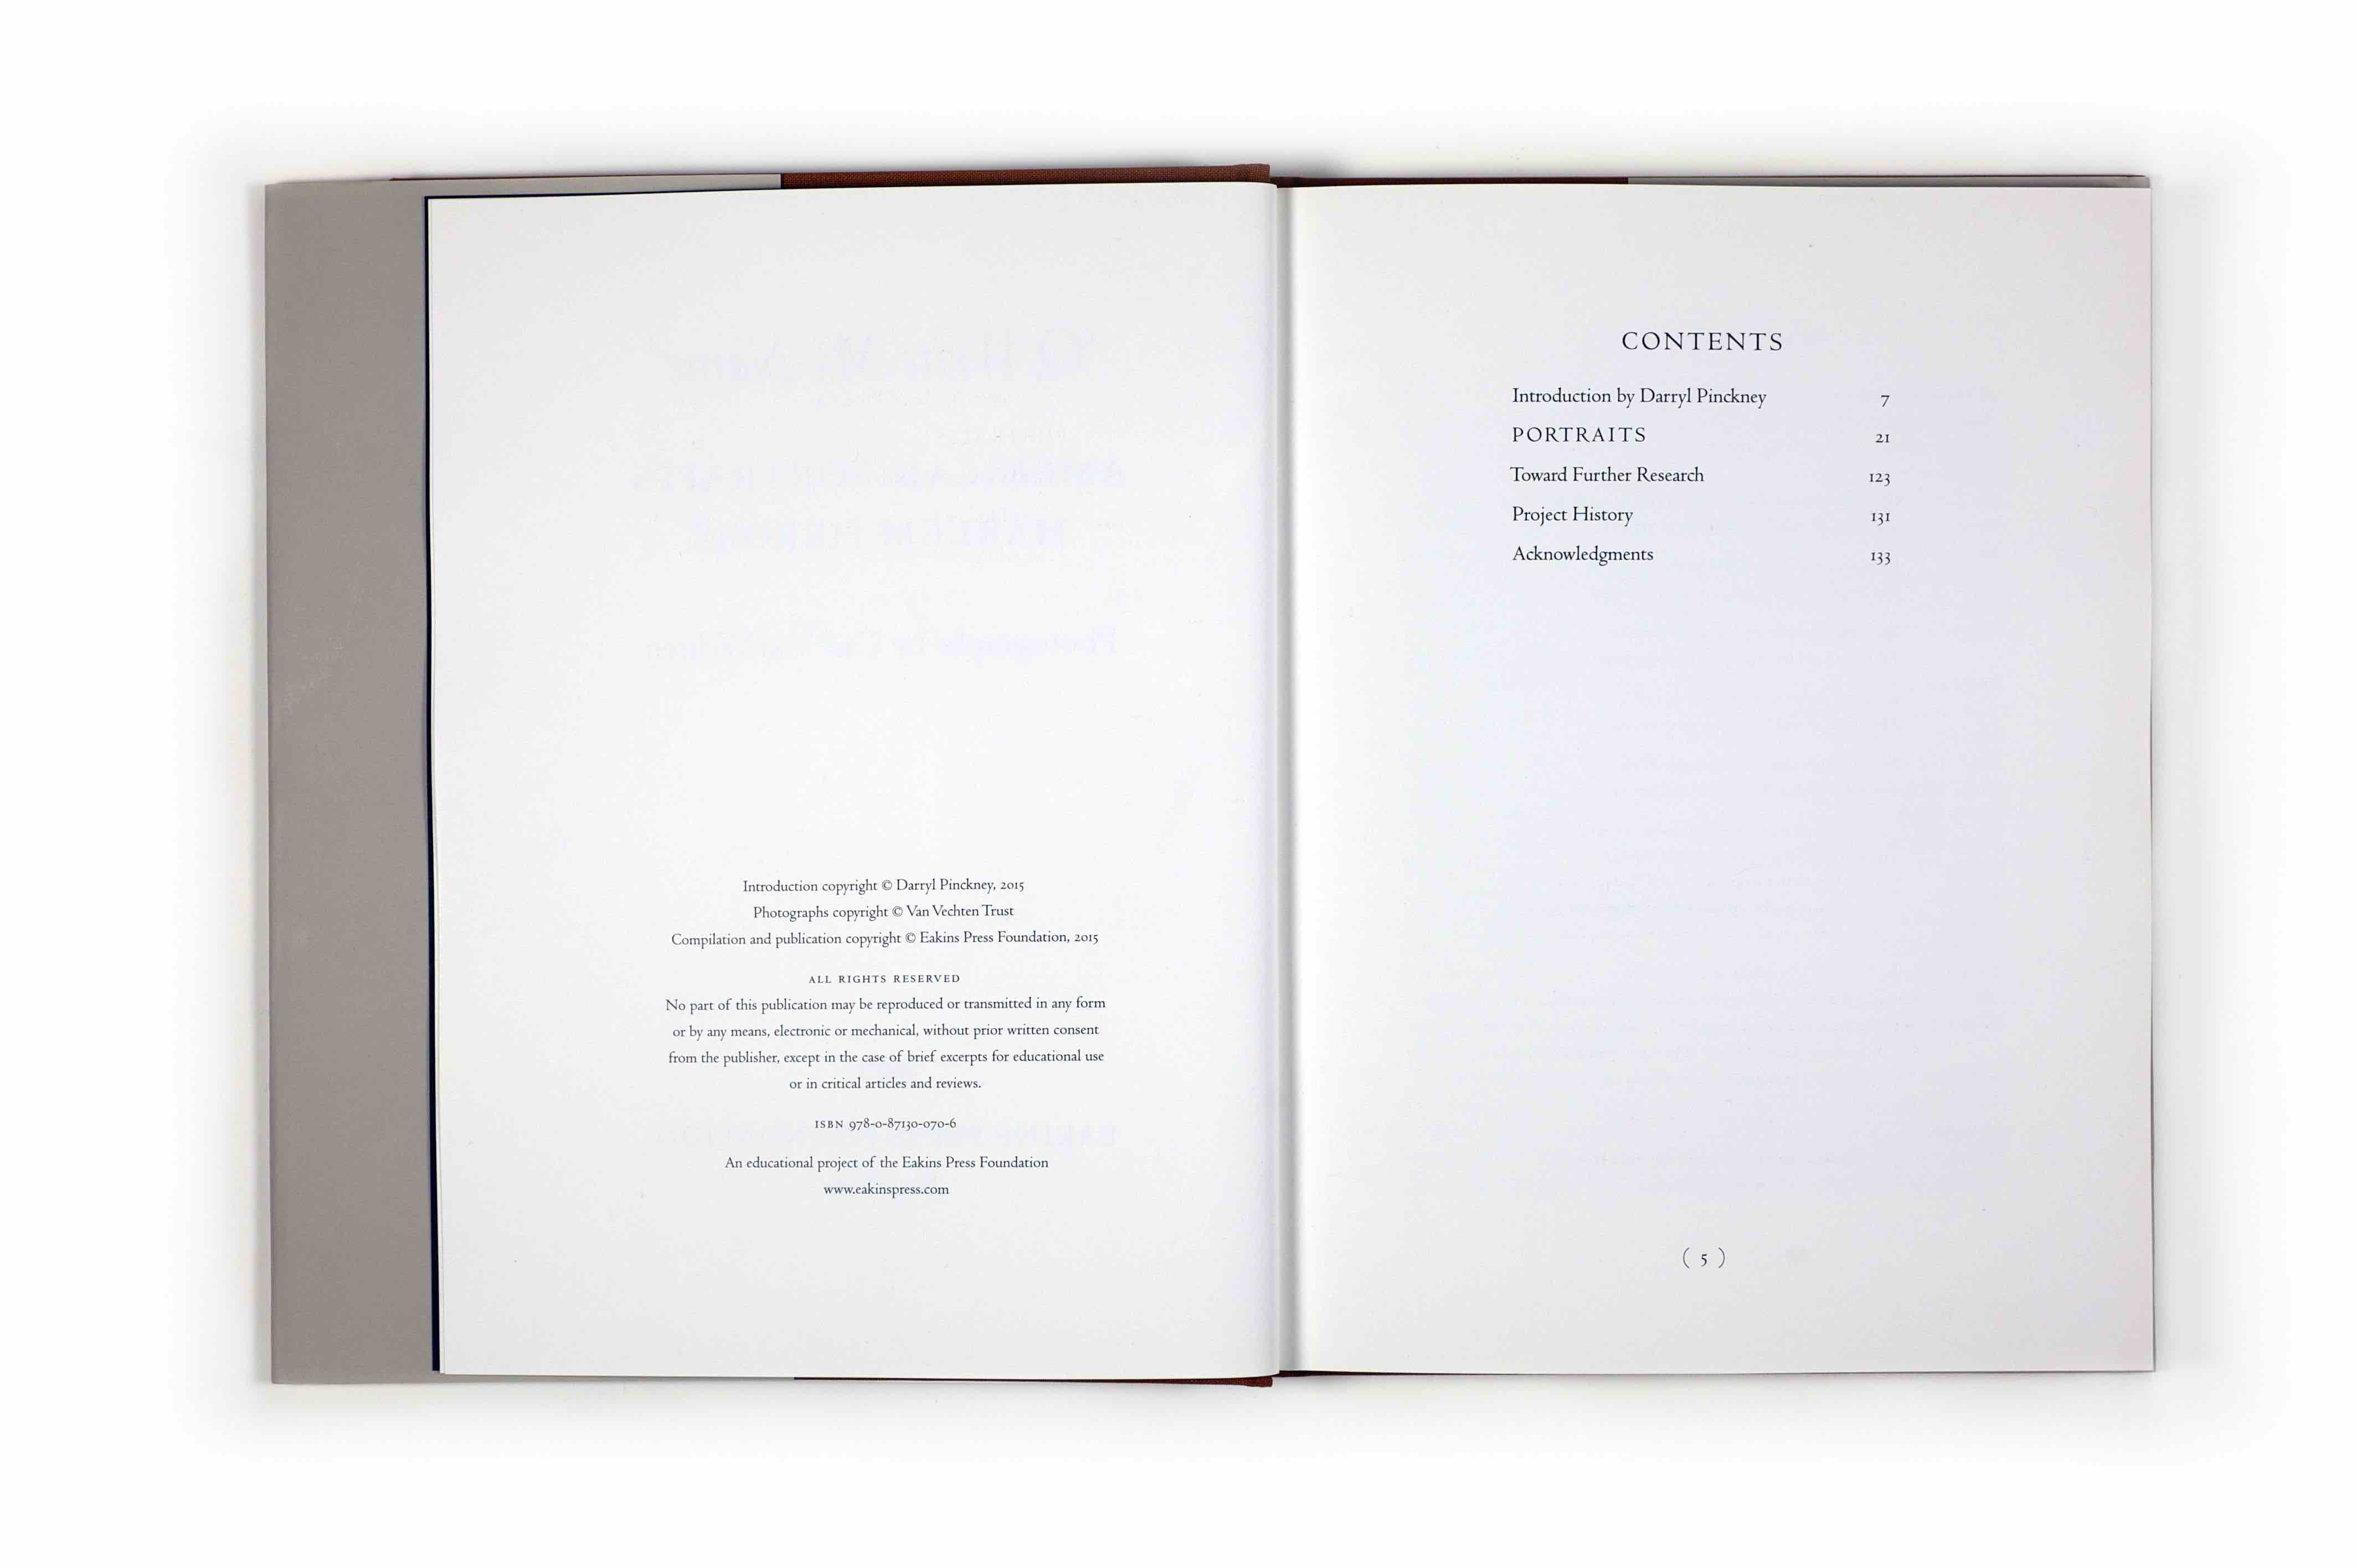 Introduction copyright © Darryl Pinckney, 2015
Photographs copyright © Van Vechten Trust
Compilation and publication copyright © Eakins Press Foundation, 2015
ALL RIGHTS RESERVED
No part of this publication may be reproduced or transmitted in any form
or by any means, electronic or mechanical, without prior written consent
from the publisher, except in the case of brief excerpts for educational use
or in critical articles and reviews.
ISBN 978-0-87130-070-6
An educational project of the Eakins Press Foundation
www.eakinspress.com
CONTENTS
Introduction by Darryl Pinckney 7
PORTRAITS 21
Toward Further Research 123
Project History 131
Acknowledgments 133
( 5 )